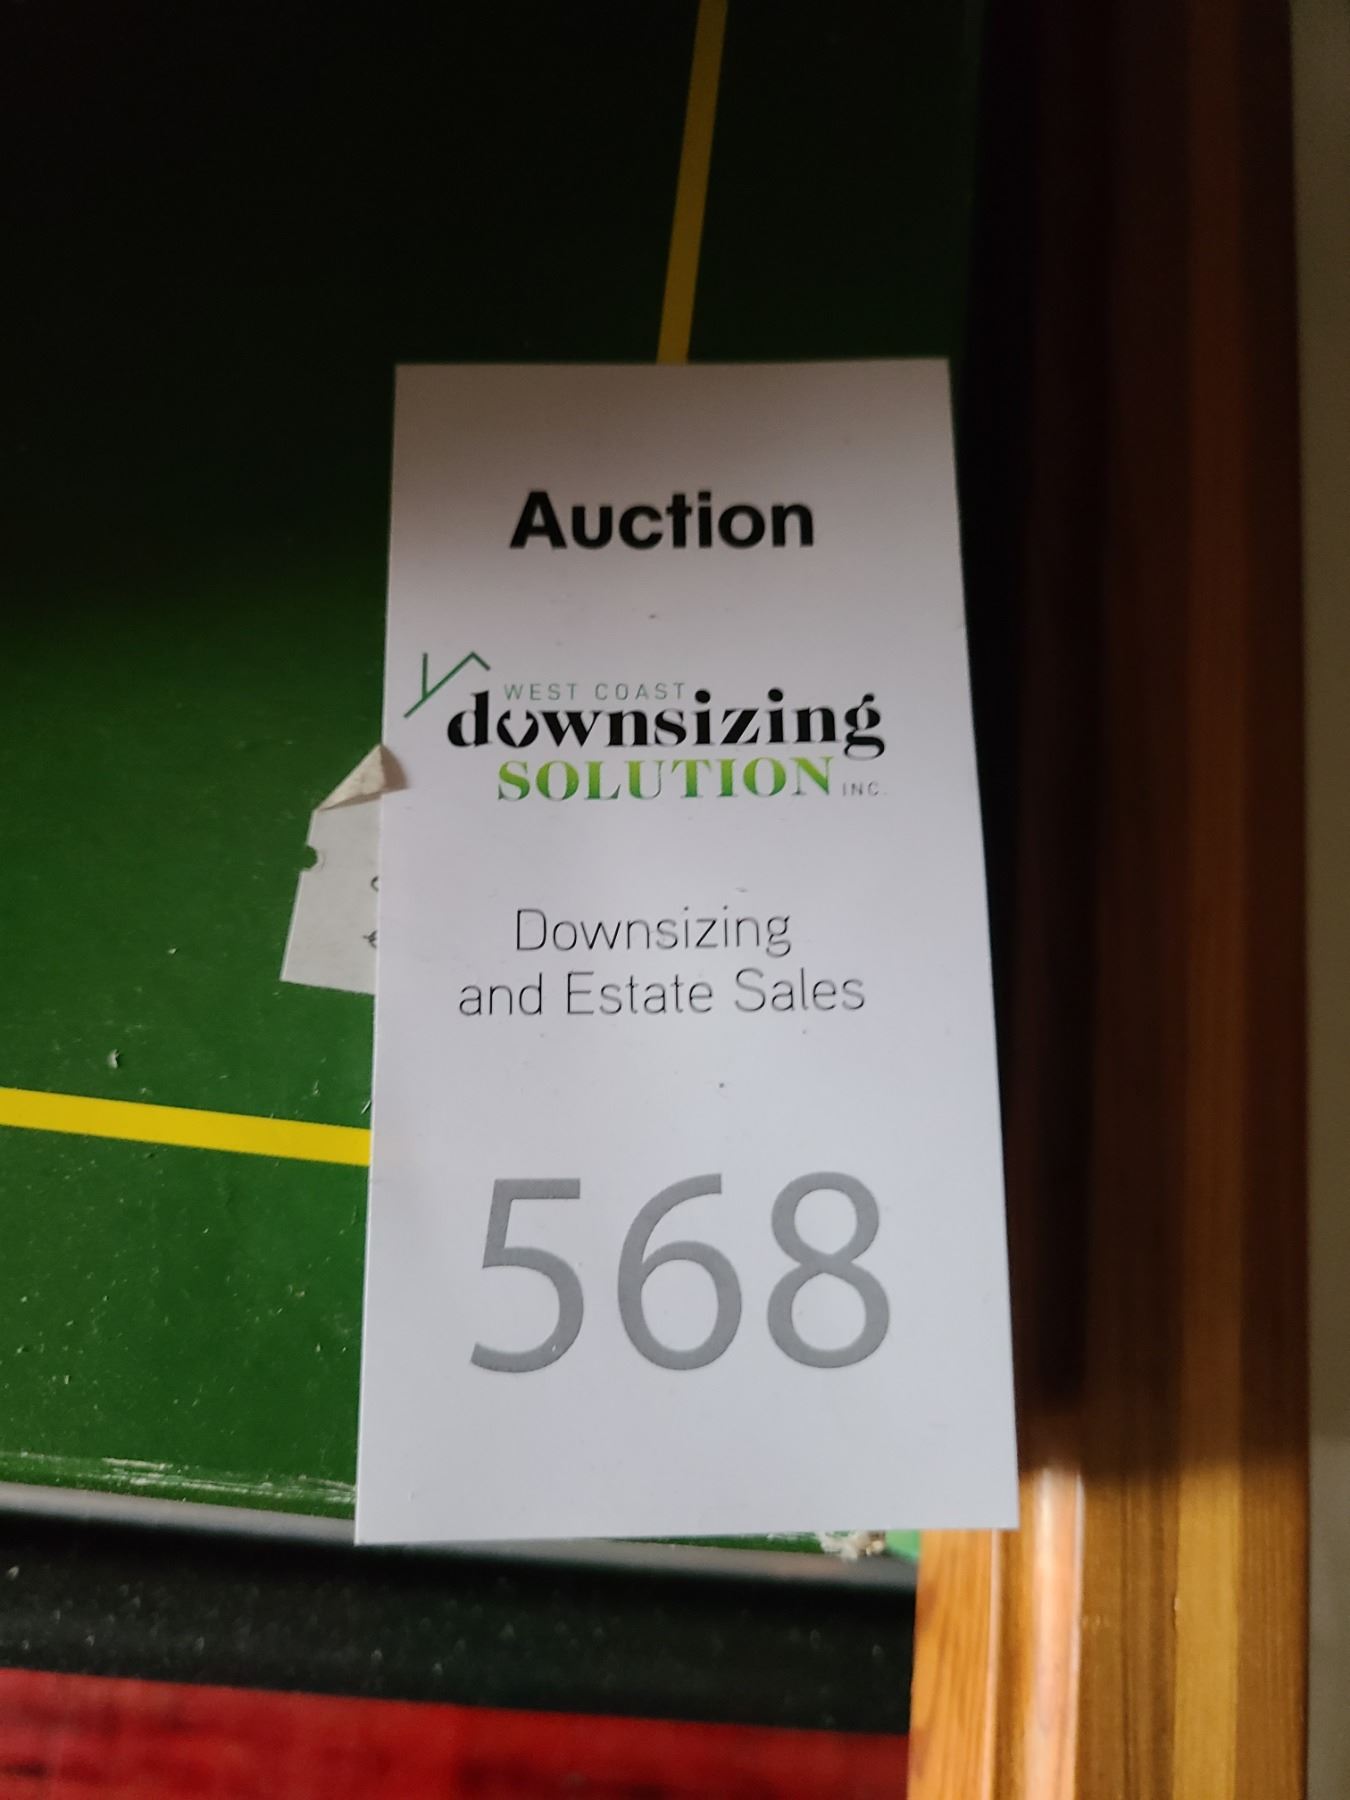 Auction
WEST COAST
downsizing
SOLUTION INC.
Downsizing
and Estate Sales
568